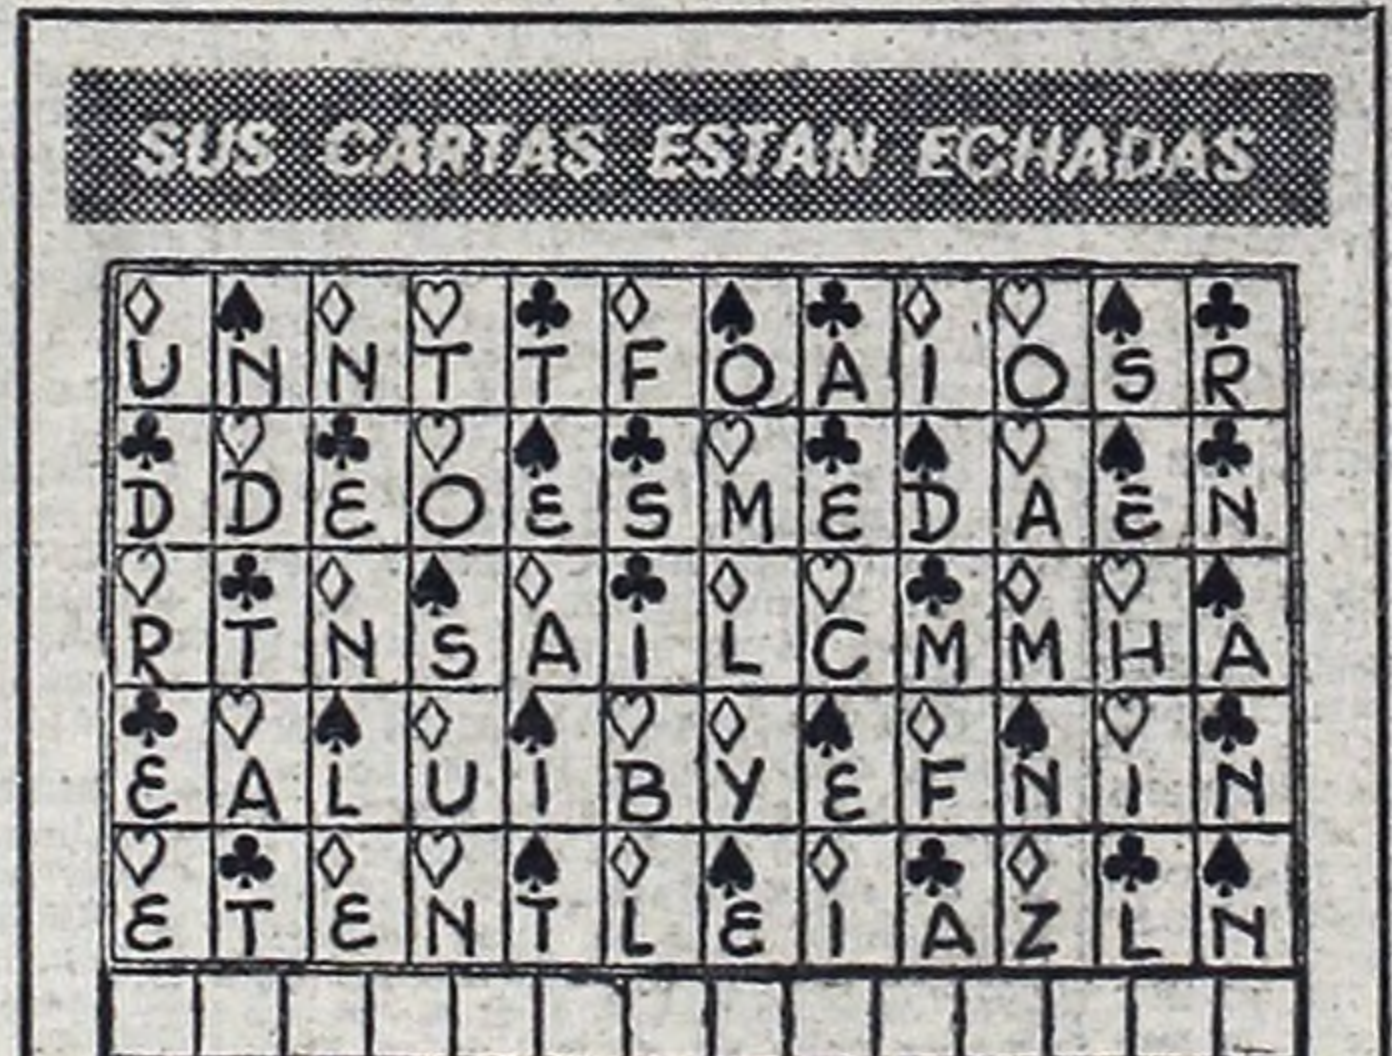 SUS CARTAS ESTAN ECHADAS
♢ ♠ ♢ ♡ ♣ ♢ ♠ ♣ ♢ ♡ ♠ ♣
U N N T T F O A I O S R
♣ ♡ ♣ ♡ ♠ ♣ ♡ ♣ ♠ ♡ ♠ ♣
D D E O E S M E D A E N
♡ ♣ ♢ ♠ ♢ ♣ ♢ ♡ ♣ ♢ ♡ ♠
R T N S A I L C M M H A
♣ ♡ ♠ ♢ ♠ ♡ ♢ ♠ ♢ ♠ ♡ ♣
E A L U I B Y E F N I N
♡ ♣ ♢ ♡ ♠ ♢ ♠ ♢ ♣ ♢ ♣ ♠
E T E N T L E I A Z L N